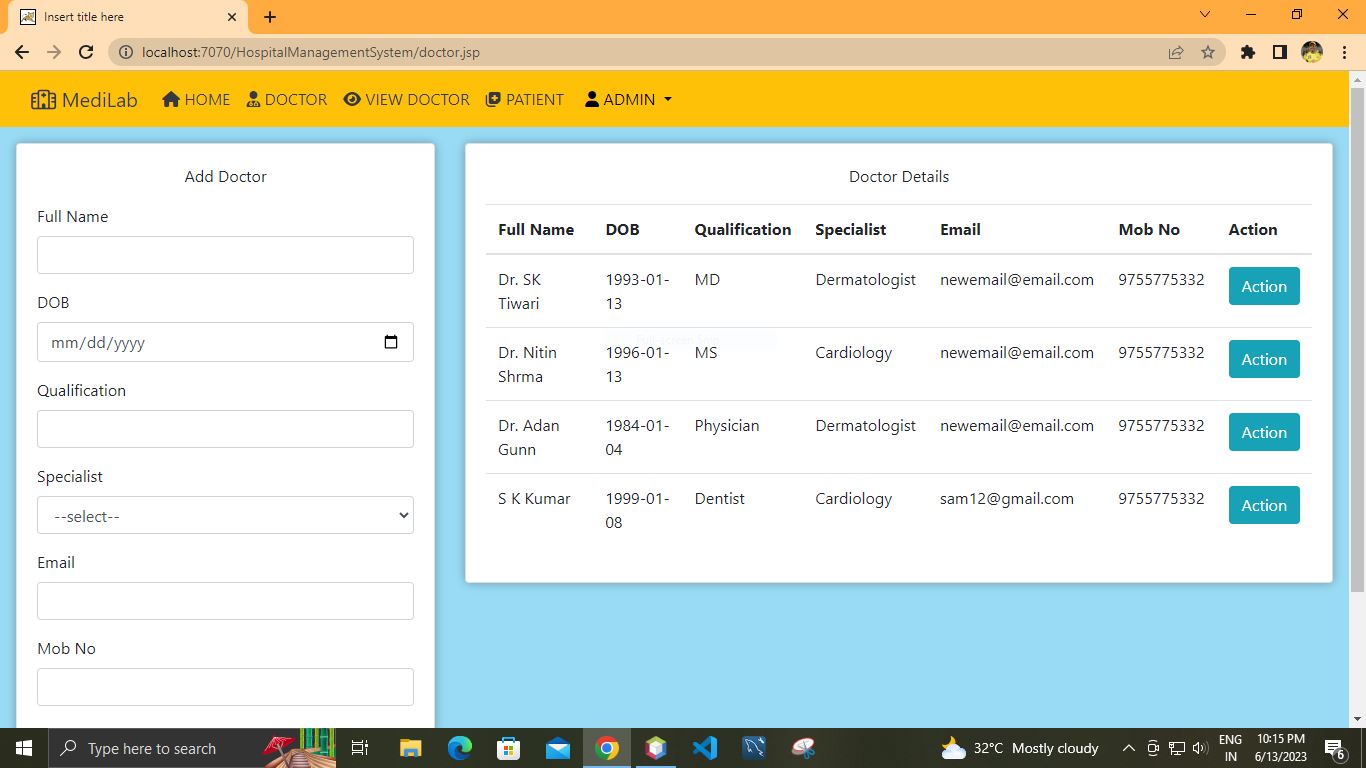 Insert title here
localhost:7070/HospitalManagementSystem/doctor.jsp
MediLab HOME DOCTOR VIEW DOCTOR PATIENT ADMIN
Add Doctor
Full Name
DOB
mm/dd/yyyy
Qualification
Specialist
--select--
Email
Mob No
Doctor Details
Full Name DOB Qualification Specialist Email Mob No Action
Dr. SK 1993-01- MD Dermatologist newemail@email.com 9755775332 Action
Tiwari 13
Dr. Nitin 1996-01- MS Cardiology newemail@email.com 9755775332 Action
Shrma 13
Dr. Adan 1984-01- Physician Dermatologist newemail@email.com 9755775332 Action
Gunn 04
S K Kumar 1999-01- Dentist Cardiology sam12@gmail.com 9755775332 Action
08
Type here to search
32°C Mostly cloudy
ENG
IN
10:15 PM
6/13/2023
6